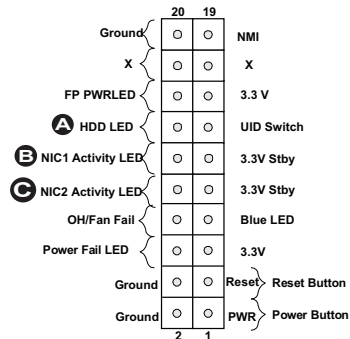 20 19
Ground NMI
X X
FP PWRLED 3.3 V
A HDD LED UID Switch
B NIC1 Activity LED 3.3V Stby
C NIC2 Activity LED 3.3V Stby
OH/Fan Fail Blue LED
Power Fail LED 3.3V
Ground Reset Reset Button
Ground PWR Power Button
2 1